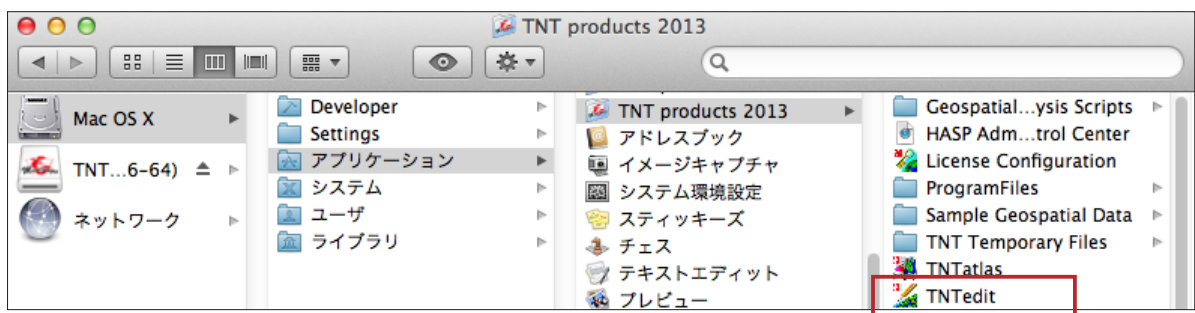 TNT products 2013
Mac OS X
TNT...6-64)
ネットワーク
Developer
Settings
アプリケーション
システム
ユーザ
ライブラリ
TNT products 2013
アドレスブック
イメージキャプチャ
システム環境設定
スティッキーズ
チェス
テキストエディット
プレビュー
Geospatial...ysis Scripts
HASP Adm...trol Center
License Configuration
ProgramFiles
Sample Geospatial Data
TNT Temporary Files
TNTatlas
TNTedit